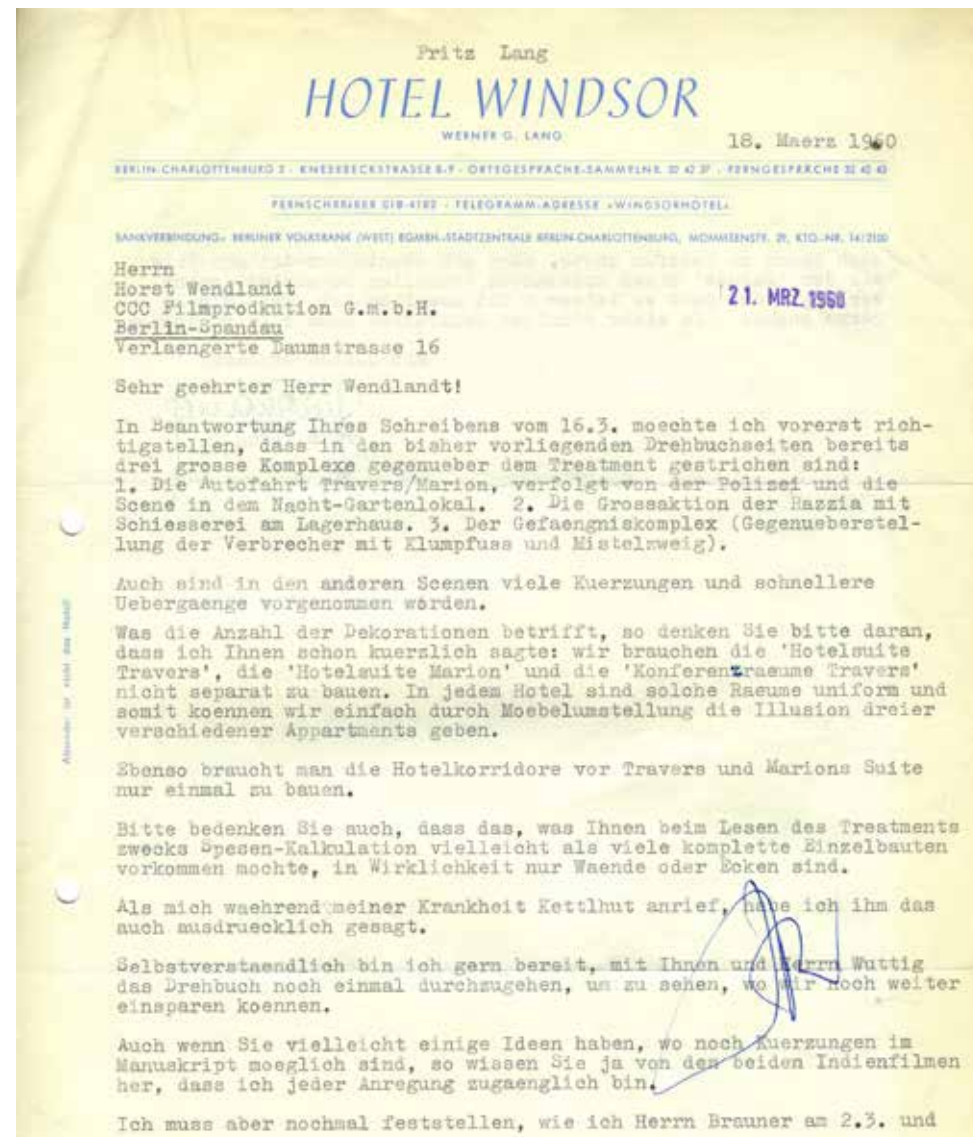 Fritz Lang
HOTEL WINDSOR
WERNER G. LANG
18. Maerz 1960
BERLIN-CHARLOTTENBURG 2 · KNESEBECKSTRASSE 8-9 · ORTSGESPRÄCHE-SAMMELNR. 32 42 37 · FERNGESPRÄCHE 32 42 43
FERNSCHREIBER 018-4782 · TELEGRAMM-ADRESSE »WINDSORHOTEL«
BANKVERBINDUNG: BERLINER VOLKSBANK (WEST) EGMBH.-STADTZENTRALE BERLIN-CHARLOTTENBURG, MOMMSENSTR. KTO.-NR. 14/2100
Herrn
Horst Wendlandt
21. MRZ. 1960
CCC Filmprodkution G.m.b.H.
Berlin-Spandau
Verlaengerte Daumstrasse 16
Sehr geehrter Herr Wendlandt!
In Beantwortung Ihres Schreibens vom 16.3. moechte ich vorerst rich-
tigstellen, dass in den bisher vorliegenden Drehbuchseiten bereits
drei grosse Komplexe gegenueber dem Treatment gestrichen sind:
1. Die Autofahrt Travers/Marion, verfolgt von der Polizei und die
Scene in dem Nacht-Gartenlokal. 2. Die Grossaktion der Razzia mit
Schiesserei am Lagerhaus. 3. Der Gefaengniskomplex (Gegenueberstel-
lung der Verbrecher mit Klumpfuss und Mistelzweig).
Auch sind in den anderen Scenen viele Kuerzungen und schnellere
Uebergaenge vorgenommen worden.
Was die Anzahl der Dekorationen betrifft, so denken Sie bitte daran,
dass ich Ihnen schon kuerzlich sagte: wir brauchen die 'Hotelsuite
Travers', die 'Hotelsuite Marion' und die 'Konferenzraeume Travers'
nicht separat zu bauen. In jedem Hotel sind solche Raeume uniform und
somit koennen wir einfach durch Moebelumstellung die Illusion dreier
verschiedener Appartments geben.
Ebenso braucht man die Hotelkorridore vor Travers und Marions Suite
nur einmal zu bauen.
Bitte bedenken Sie auch, dass das, was Ihnen beim Lesen des Treatments
zwecks Spesen-Kalkulation vielleicht als viele komplette Einzelbauten
vorkommen mochte, in Wirklichkeit nur Waende oder Ecken sind.
Als mich waehrend meiner Krankheit Kettlhut anrief, habe ich ihm das
auch ausdruecklich gesagt.
Selbstverstaendlich bin ich gern bereit, mit Ihnen und Herrn Wuttig
das Drehbuch noch einmal durchzugehen, um zu sehen, wo wir noch weiter
einsparen koennen.
Auch wenn Sie vielleicht einige Ideen haben, wo noch Kuerzungen im
Manuskript moeglich sind, so wissen Sie ja von den beiden Indienfilmen
her, dass ich jeder Anregung zugaenglich bin.
Ich muss aber nochmal feststellen, wie ich Herrn Brauner am 2.3. und